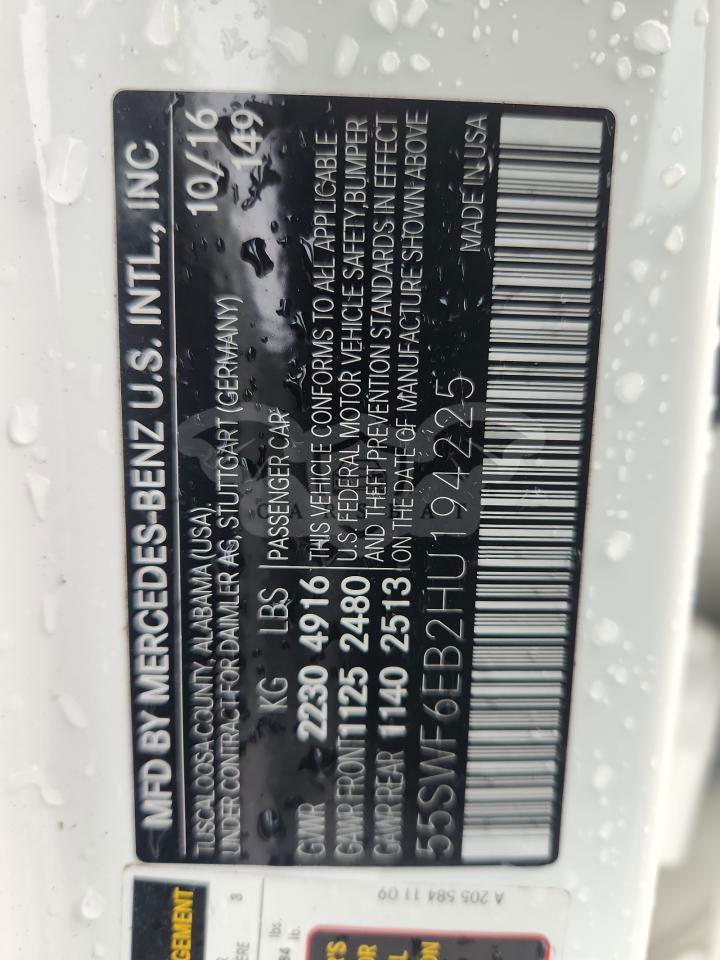 MFD BY MERCEDES-BENZ U.S. INTL., INC
TUSCALOOSA COUNTY, ALABAMA (USA), 10/16
UNDER CONTRACT FOR DAIMLER AG, STUTTGART (GERMANY) 149
KG LBS PASSENGER CAR
GVWR 2230 4916 THIS VEHICLE CONFORMS TO ALL APPLICABLE
GAWR FRONT 1125 2480 U.S. FEDERAL MOTOR VEHICLE SAFETY, BUMPER
AND THEFT PREVENTION STANDARDS IN EFFECT
GAWR REAR 1140 2513 ON THE DATE OF MANUFACTURE SHOWN ABOVE
55SWF6EB2HU194225 MADE IN USA
A 205 584 11 09
3
lbs.
lb.